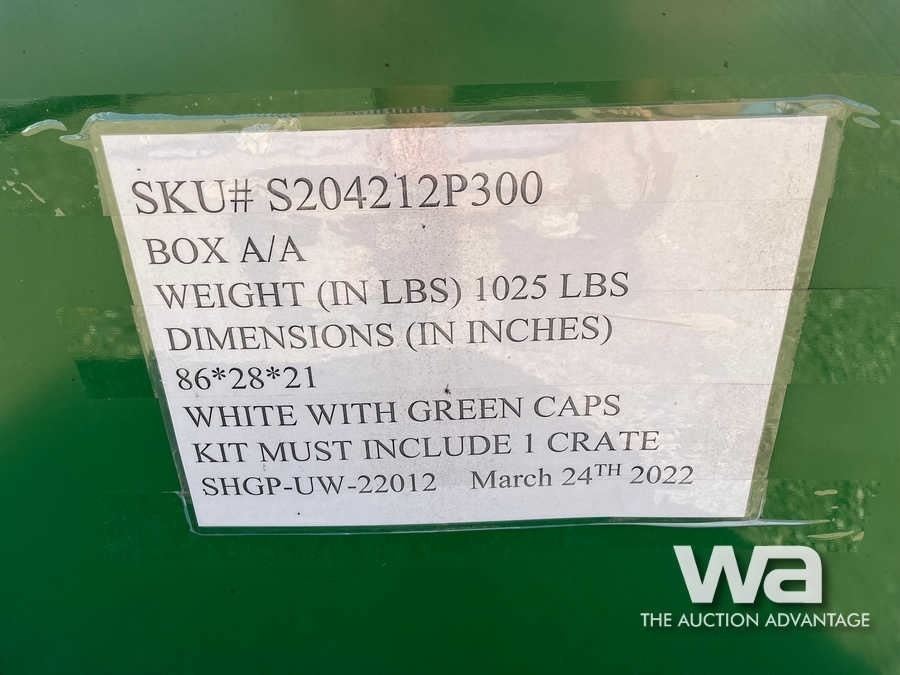 SKU# S204212P300
BOX A/A
WEIGHT (IN LBS) 1025 LBS
DIMENSIONS (IN INCHES)
86*28*21
WHITE WITH GREEN CAPS
KIT MUST INCLUDE 1 CRATE
SHGP-UW-22012 March 24TH 2022
wa
THE AUCTION ADVANTAGE